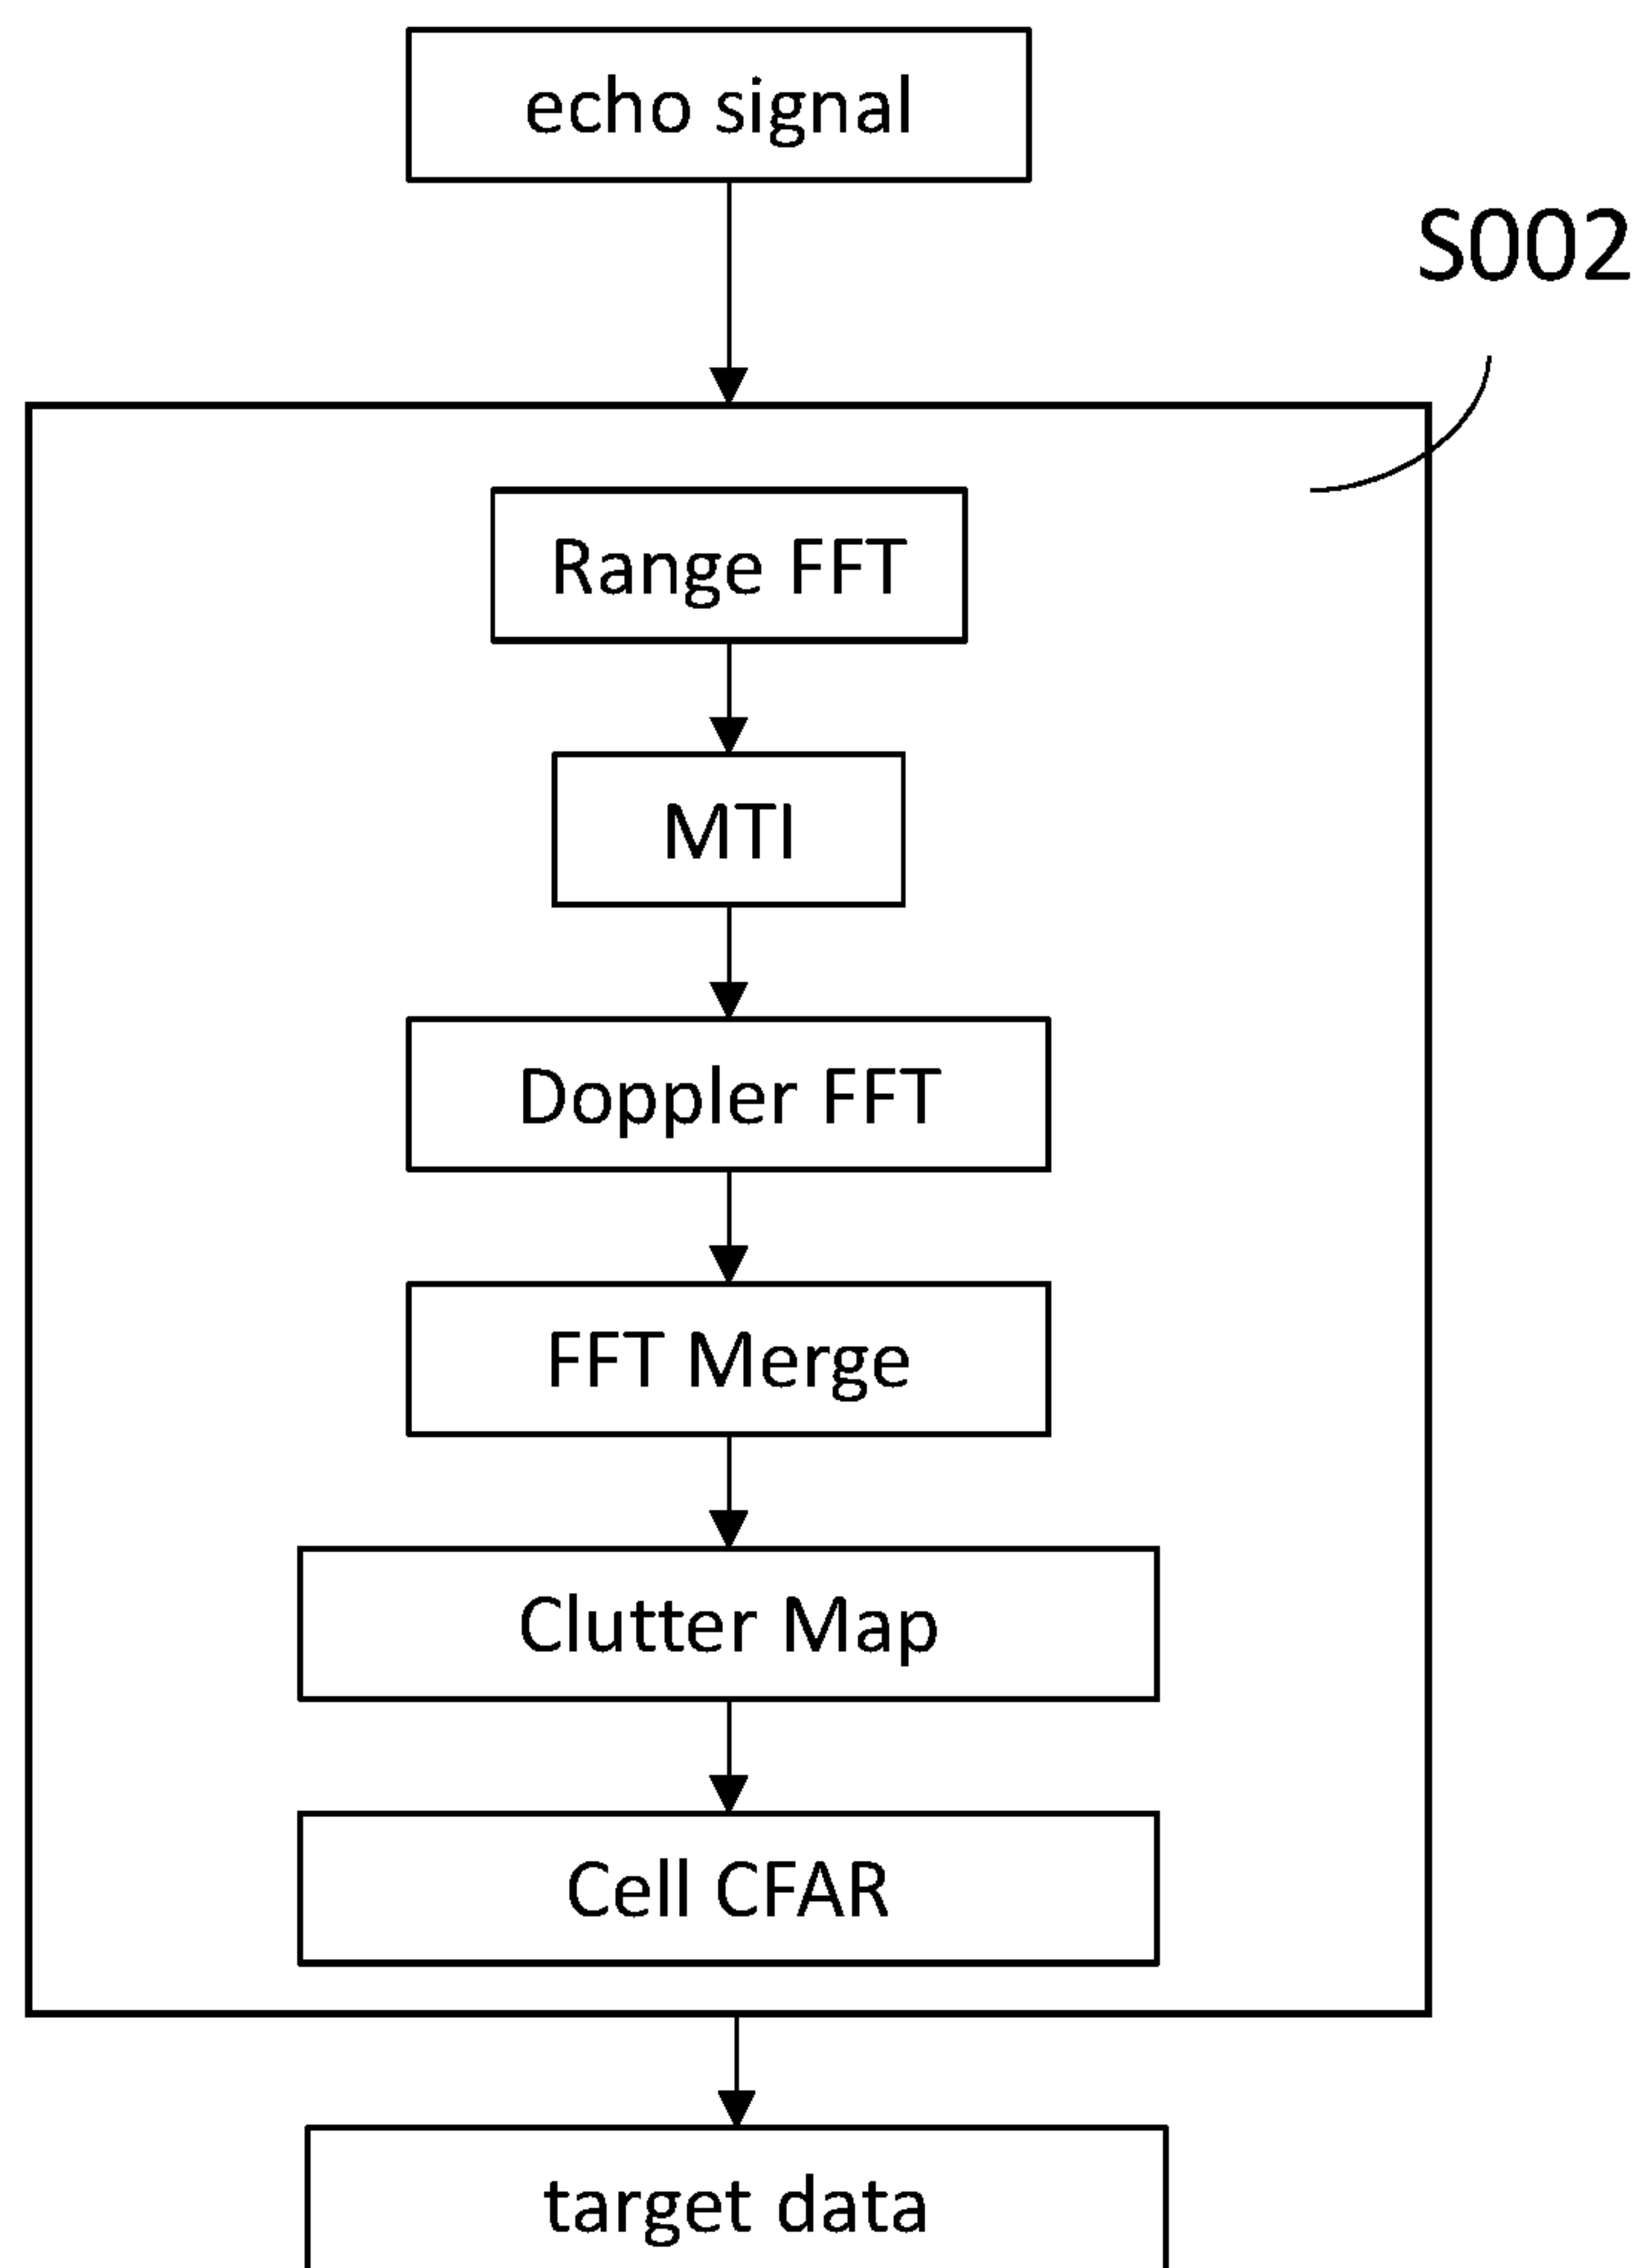 echo signal
S002
Range FFT
MTI
Doppler FFT
FFT Merge
Clutter Map
Cell CFAR
target data